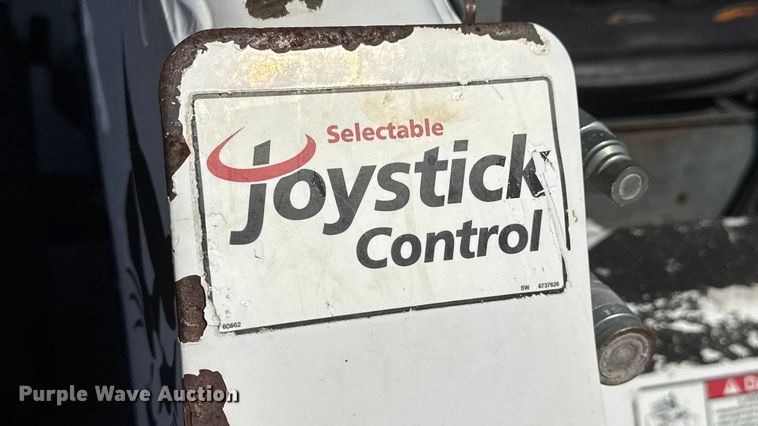 Selectable
Joystick
Control
60662
SW 6737626
Purple Wave Auction